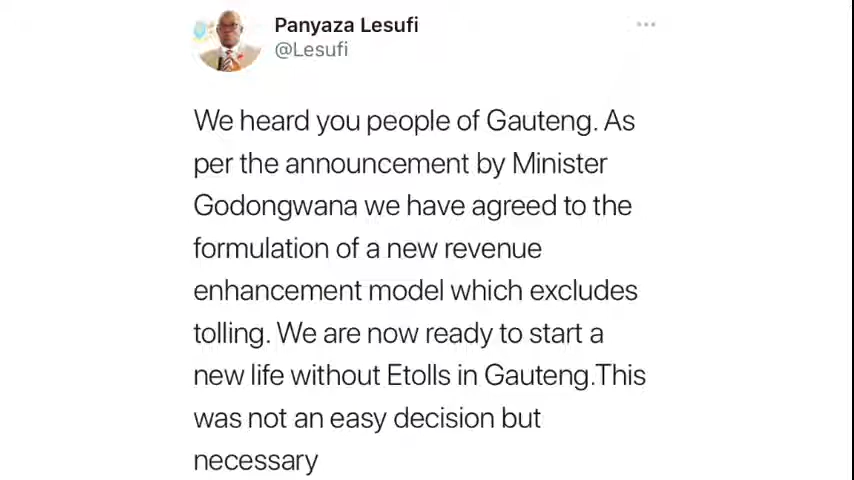 Panyaza Lesufi
@Lesufi
We heard you people of Gauteng. As
per the announcement by Minister
Godongwana we have agreed to the
formulation of a new revenue
enhancement model which excludes
tolling. We are now ready to start a
new life without Etolls in Gauteng.This
was not an easy decision but
necessary